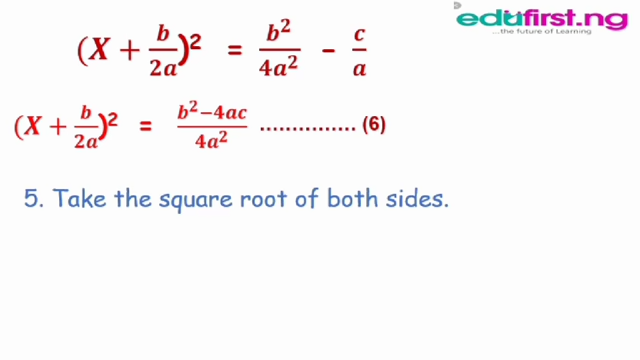 edufirst.ng
...the future of Learning
(X + b/2a)² = b²/4a² – c/a
(X + b/2a)² = b²–4ac/4a² ............... (6)
5. Take the square root of both sides.